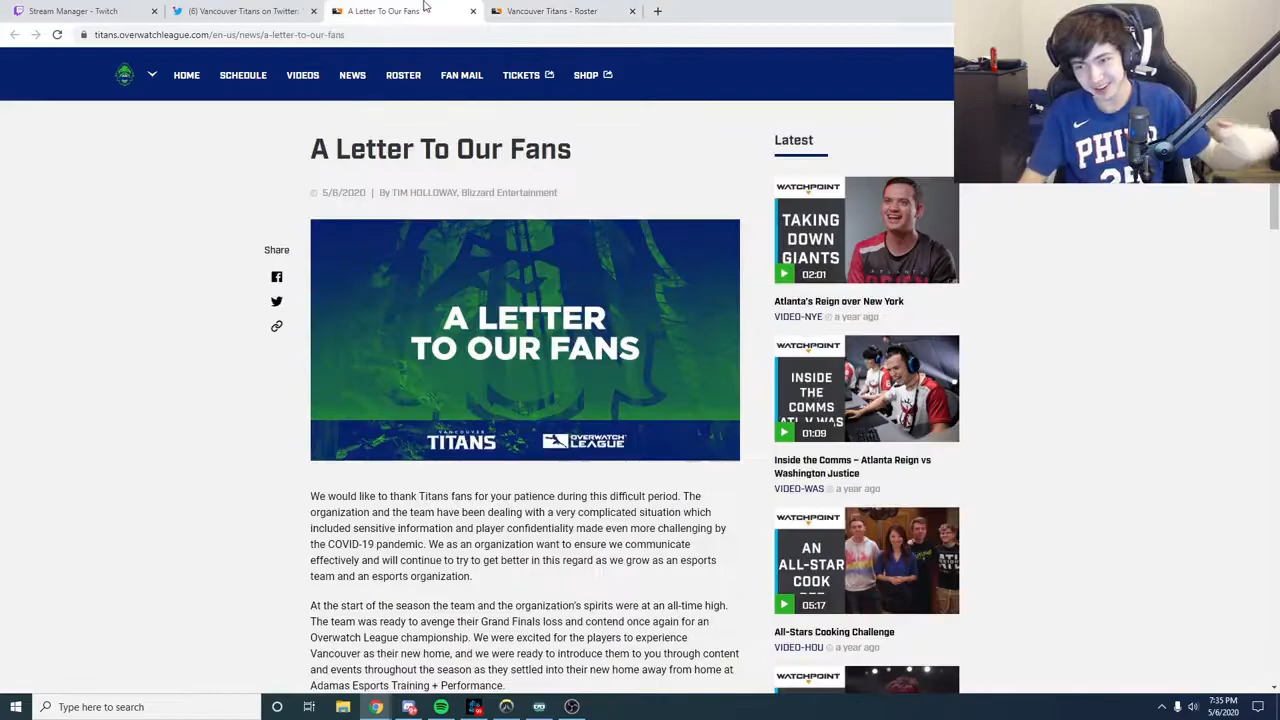 Stream Manager - Twitch
(6) Vancouver Titans on Twitter:
A Letter To Our Fans
Vancouver Titans - Roster
titans.overwatchleague.com/en-us/news/a-letter-to-our-fans
HOME SCHEDULE VIDEOS NEWS ROSTER FAN MAIL TICKETS SHOP
A Letter To Our Fans
5/6/2020 | By TIM HOLLOWAY, Blizzard Entertainment
Share
A LETTER
TO OUR FANS
VANCOUVER
TITANS
OVERWATCH
LEAGUE
We would like to thank Titans fans for your patience during this difficult period. The
organization and the team have been dealing with a very complicated situation which
included sensitive information and player confidentiality made even more challenging by
the COVID-19 pandemic. We as an organization want to ensure we communicate
effectively and will continue to try to get better in this regard as we grow as an esports
team and an esports organization.
At the start of the season the team and the organization's spirits were at an all-time high.
The team was ready to avenge their Grand Finals loss and contend once again for an
Overwatch League championship. We were excited for the players to experience
Vancouver as their new home, and we were ready to introduce them to you through content
and events throughout the season as they settled into their new home away from home at
Adamas Esports Training + Performance.
Latest
WATCHPOINT
TAKING
DOWN
GIANTS
02:01
ATLANTA
REIGN
Atlanta's Reign over New York
VIDEO-NYE a year ago
WATCHPOINT
INSIDE
THE
COMMS
ATL V WAS
01:09
Inside the Comms – Atlanta Reign vs
Washington Justice
VIDEO-WAS a year ago
WATCHPOINT
AN
ALL-STAR
COOK
OFF
05:17
All-Stars Cooking Challenge
VIDEO-HOU a year ago
WATCHPOINT
PHIL
Type here to search
7:35 PM
5/6/2020